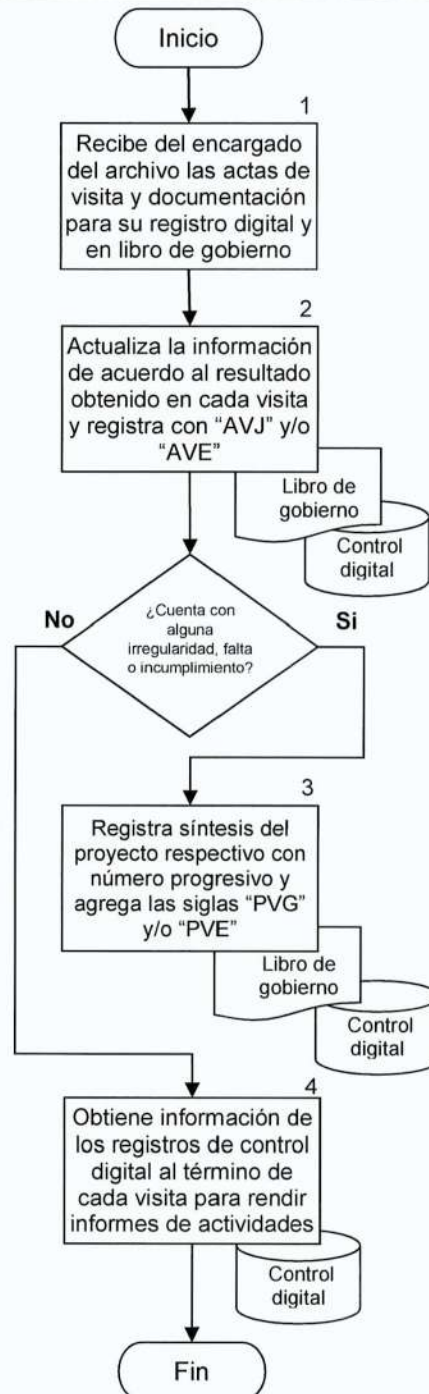 Inicio
1
Recibe del encargado
del archivo las actas de
visita y documentación
para su registro digital y
en libro de gobierno
2
Actualiza la información
de acuerdo al resultado
obtenido en cada visita
y registra con “AVJ” y/o
“AVE”
Libro de
gobierno
Control
digital
No
¿Cuenta con
alguna
irregularidad, falta
o incumplimiento?
Si
3
Registra síntesis del
proyecto respectivo con
número progresivo y
agrega las siglas “PVG”
y/o “PVE”
Libro de
gobierno
Control
digital
4
Obtiene información de
los registros de control
digital al término de
cada visita para rendir
informes de actividades
Control
digital
Fin